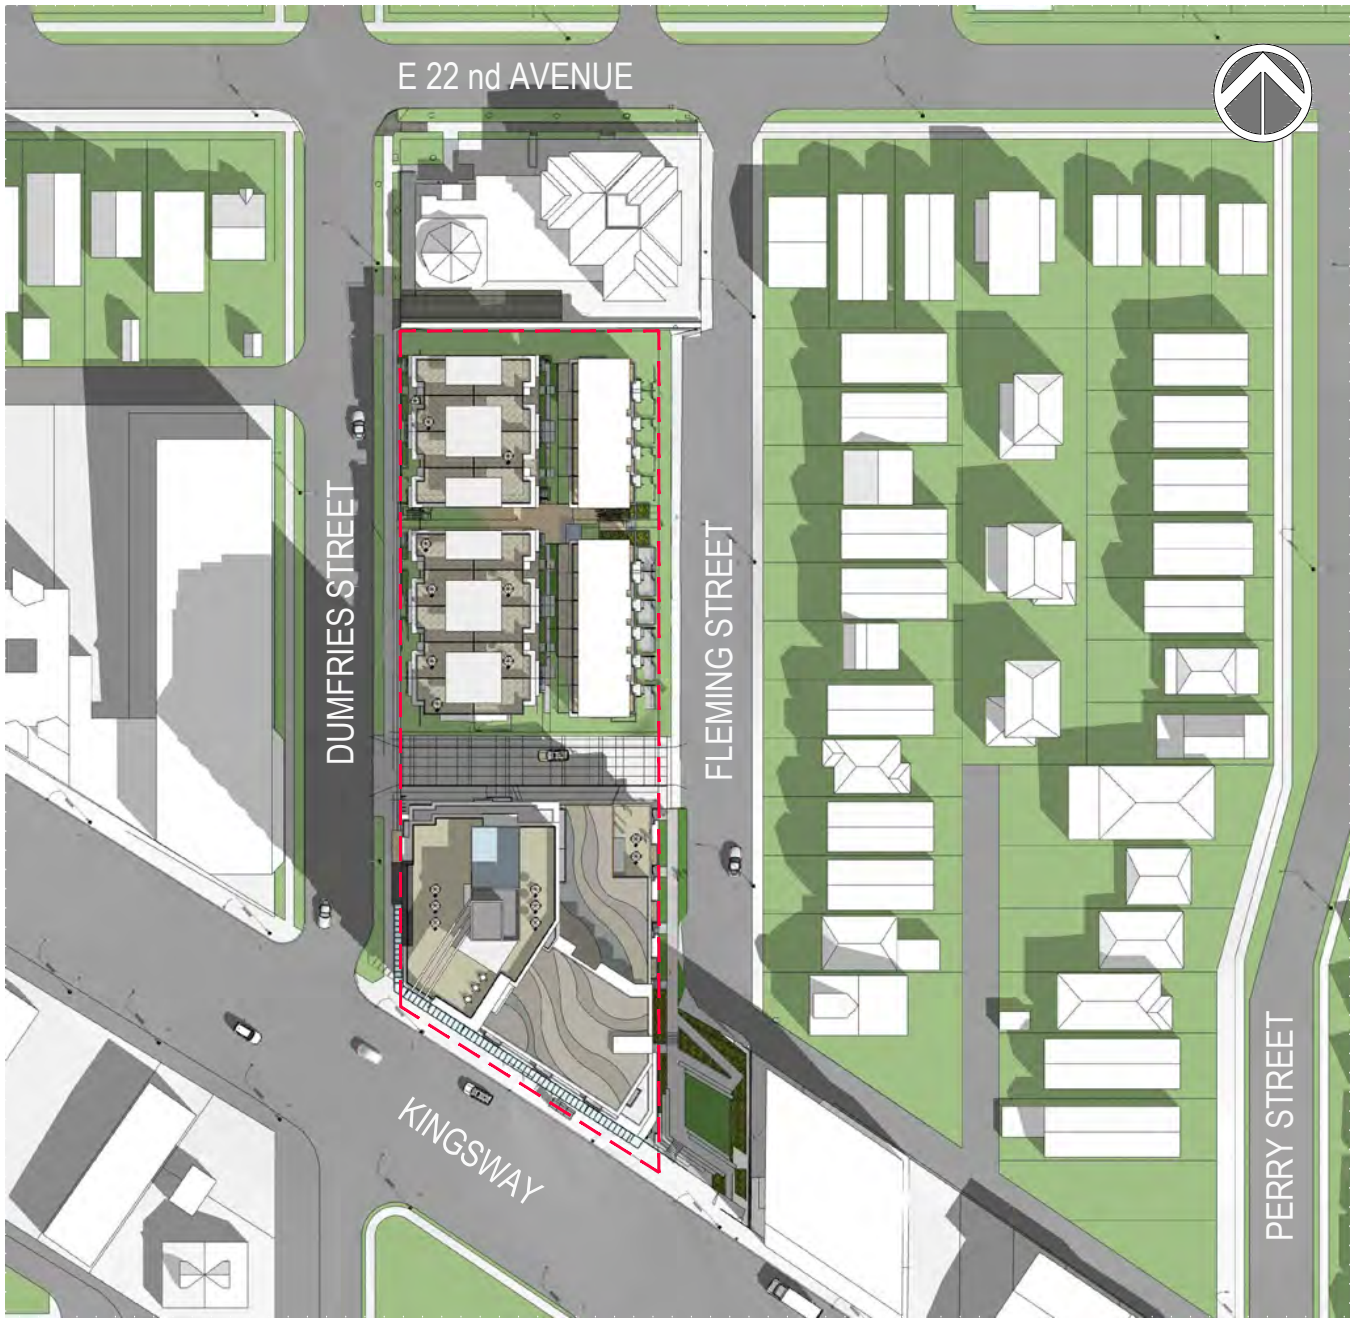 E 22 nd AVENUE
DUMFRIES STREET
FLEMING STREET
KINGSWAY
PERRY STREET